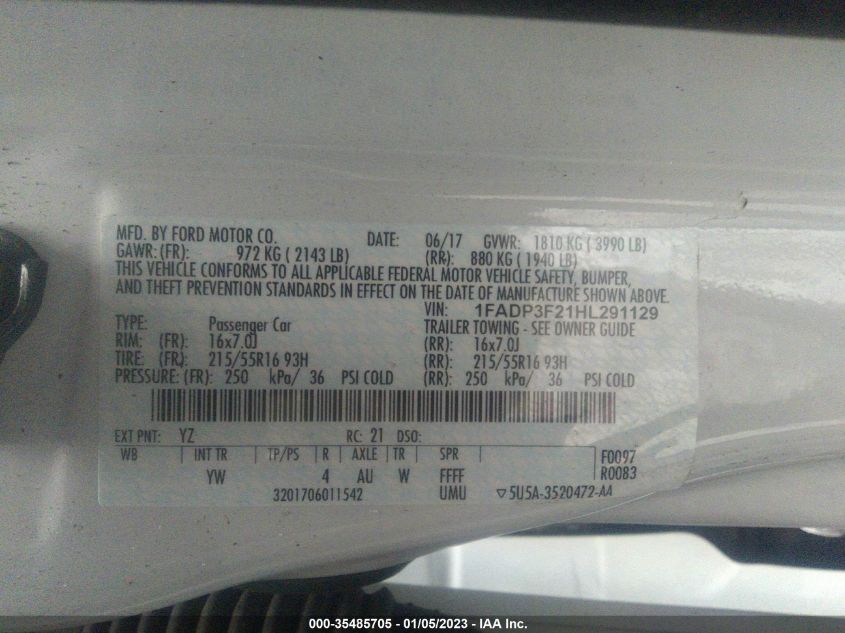 MFD. BY FORD MOTOR CO. DATE: 06/17 GVWR: 1810 KG ( 3990 LB)
GAWR: (FR): 972 KG ( 2143 LB) (RR): 880 KG ( 1940 LB)
THIS VEHICLE CONFORMS TO ALL APPLICABLE FEDERAL MOTOR VEHICLE SAFETY, BUMPER,
AND THEFT PREVENTION STANDARDS IN EFFECT ON THE DATE OF MANUFACTURE SHOWN ABOVE.
VIN: 1FADP3F21HL291129
TYPE: Passenger Car TRAILER TOWING - SEE OWNER GUIDE
RIM: (FR): 16x7.0J (RR): 16x7.0J
TIRE: (FR): 215/55R16 93H (RR): 215/55R16 93H
PRESSURE: (FR): 250 kPa/ 36 PSI COLD (RR): 250 kPa/ 36 PSI COLD
EXT PNT: YZ RC: 21 DSO:
WB INT TR TP/PS R AXLE TR SPR F0097
YW 4 AU W FFFF R0083
3201706011542 UMU ▽5U5A-3520472-AA
000-35485705 - 01/05/2023 - IAA Inc.